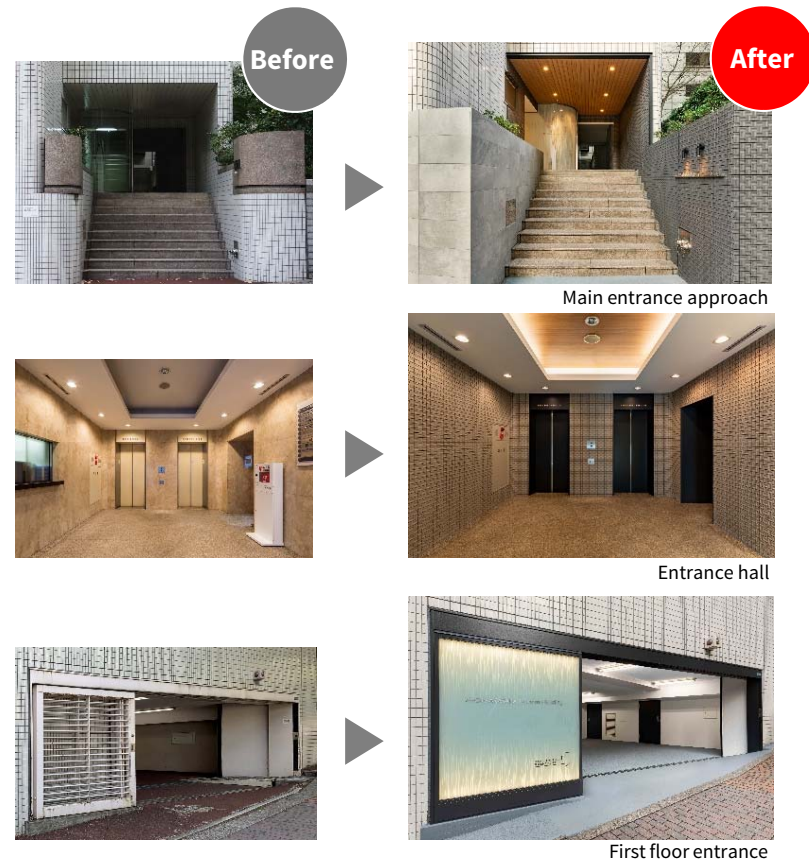 Before
After
Main entrance approach
Entrance hall
First floor entrance